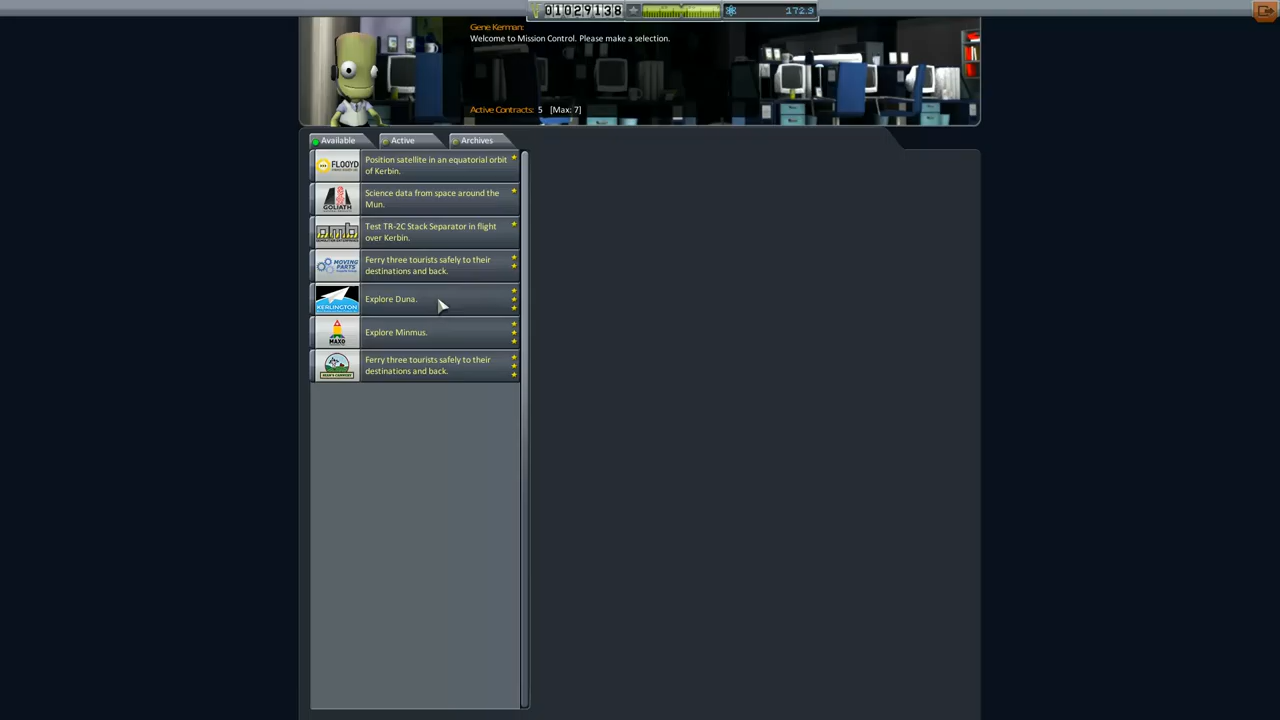 01029138
172.9
Gene Kerman:
Welcome to Mission Control. Please make a selection.
Active Contracts: 5 [Max: 7]
Available
Active
Archives
FLOOYD
Position satellite in an equatorial orbit
of Kerbin.
GOLIATH
Science data from space around the
Mun.
Test TR-2C Stack Separator in flight
over Kerbin.
MOVING
PARTS
Ferry three tourists safely to their
destinations and back.
KERLINGTON
Explore Duna.
MAXO
Explore Minmus.
Ferry three tourists safely to their
destinations and back.